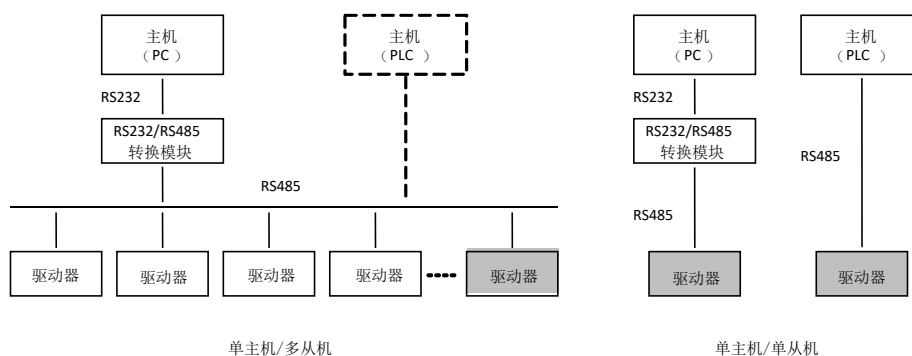 主机
（PC）
主机
（PLC）
主机
（PC）
主机
（PLC）
RS232
RS232
RS232/RS485
转换模块
RS232/RS485
转换模块
RS485
RS485
RS485
驱动器
驱动器
驱动器
驱动器
驱动器
驱动器
驱动器
单主机/多从机
单主机/单从机